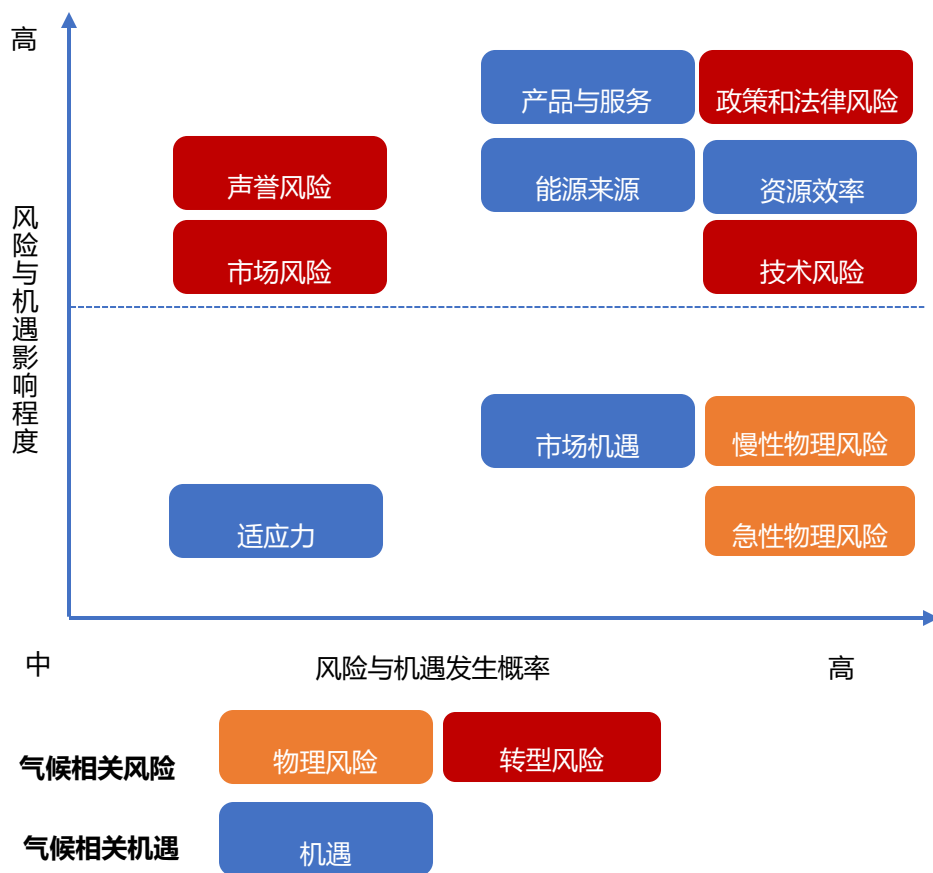 高
产品与服务
政策和法律风险
声誉风险
能源来源
资源效率
市场风险
技术风险
风险与机遇影响程度
市场机遇
慢性物理风险
适应力
急性物理风险
中
风险与机遇发生概率
高
气候相关风险
物理风险
转型风险
气候相关机遇
机遇